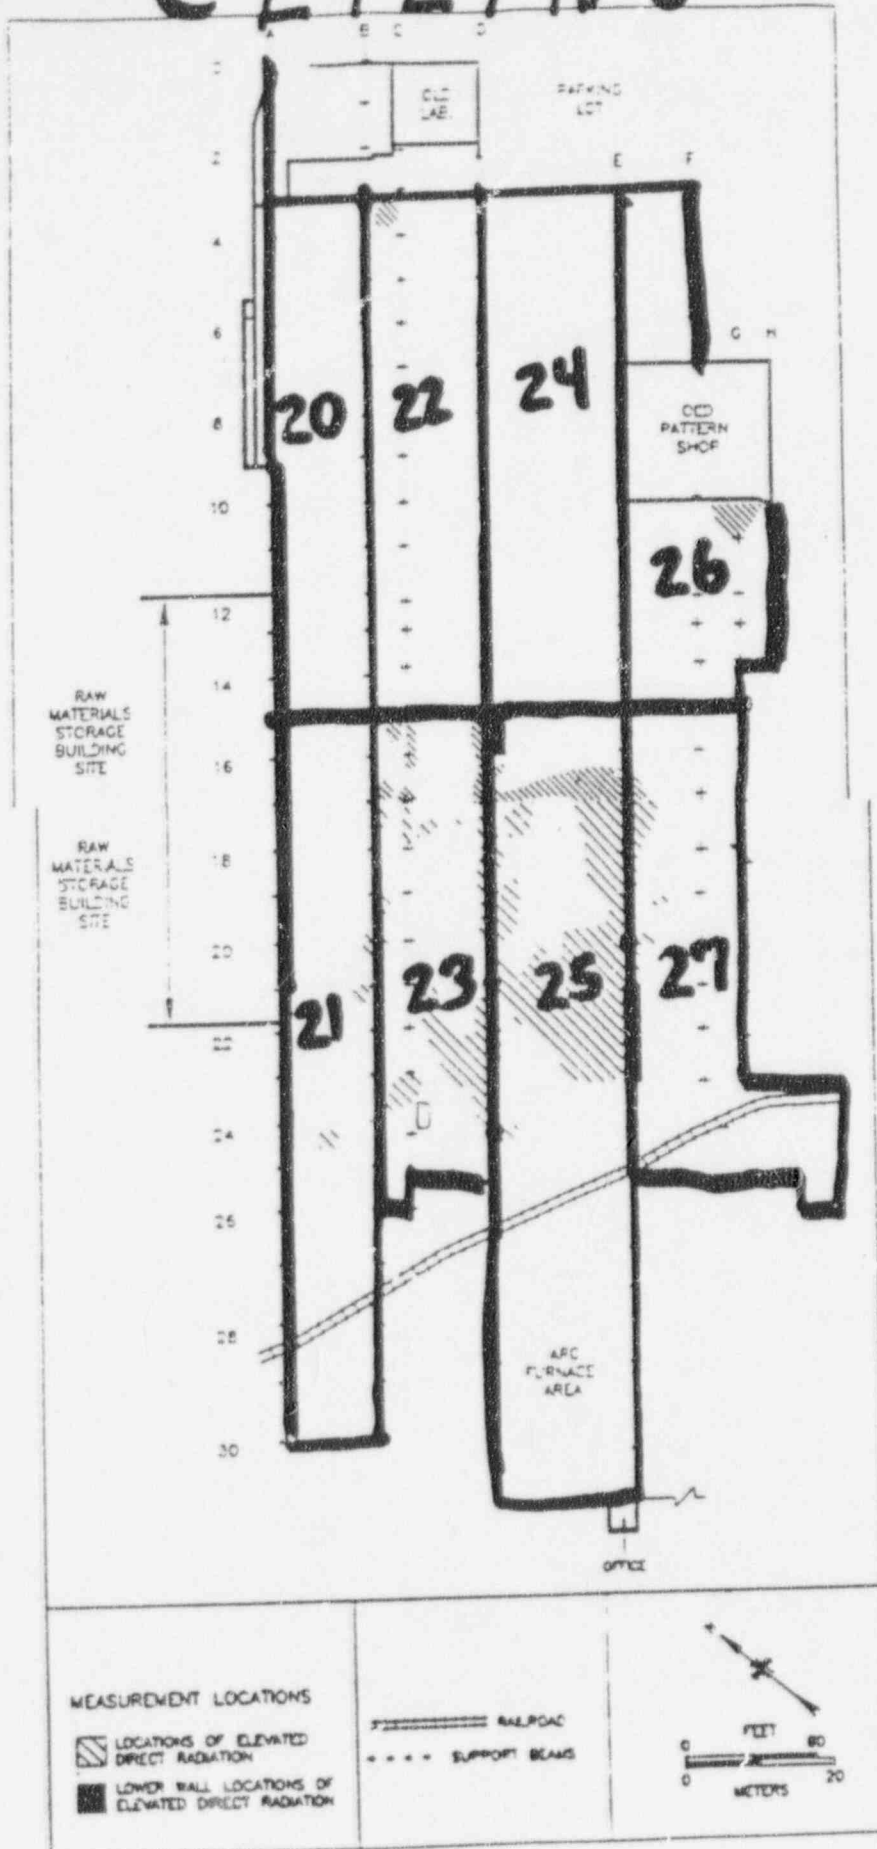 A B C D
0
OLD
LAB.
PARKING
LOT
2
E F
4
6
G H
20 22 24
8
OLD
PATTERN
SHOP
10
26
12
14
RAW
MATERIALS
STORAGE
BUILDING
SITE
16
RAW
MATERIALS
STORAGE
BUILDING
SITE
18
20
21 23 25 27
22
24
26
28
ARC
FURNACE
AREA
30
OFFICE
MEASUREMENT LOCATIONS
LOCATIONS OF ELEVATED
DIRECT RADIATION
LOWER WALL LOCATIONS OF
ELEVATED DIRECT RADIATION
RAILROAD
SUPPORT BEAMS
FEET
0 80
0 20
METERS